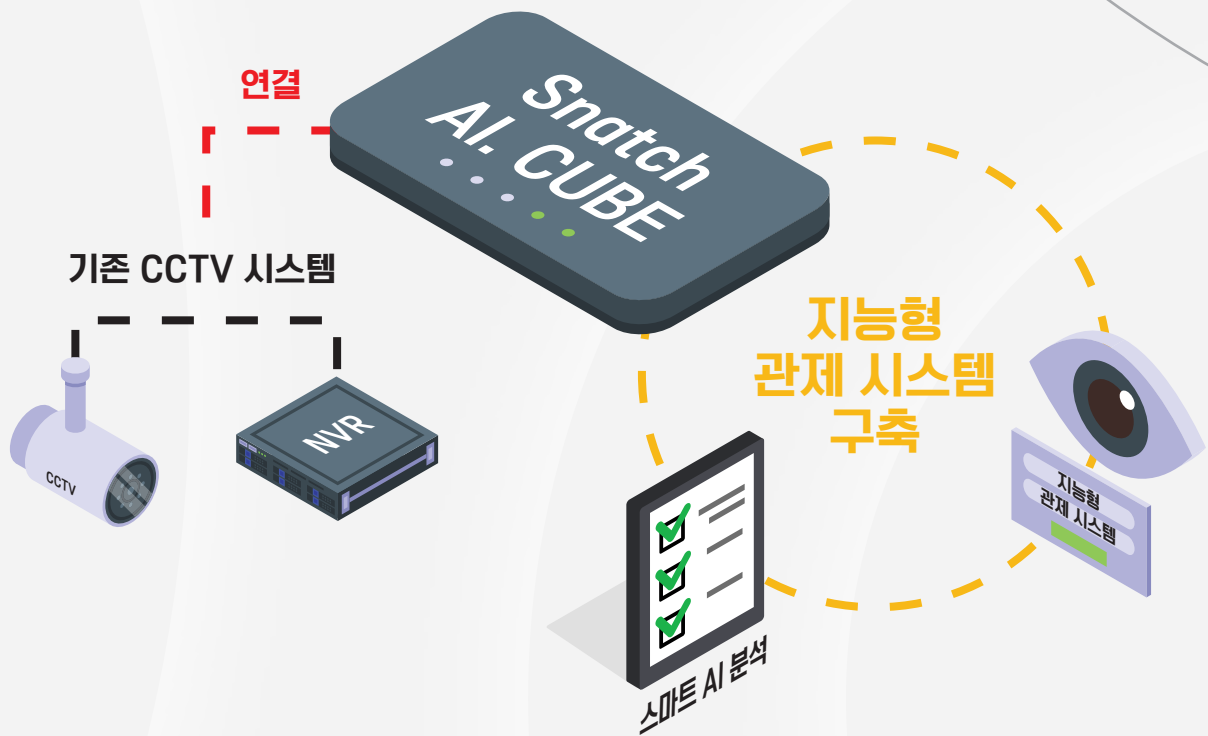 연결
Snatch
AI. CUBE
기존 CCTV 시스템
CCTV
NVR
지능형
관제 시스템
구축
지능형
관제 시스템
스마트 AI 분석